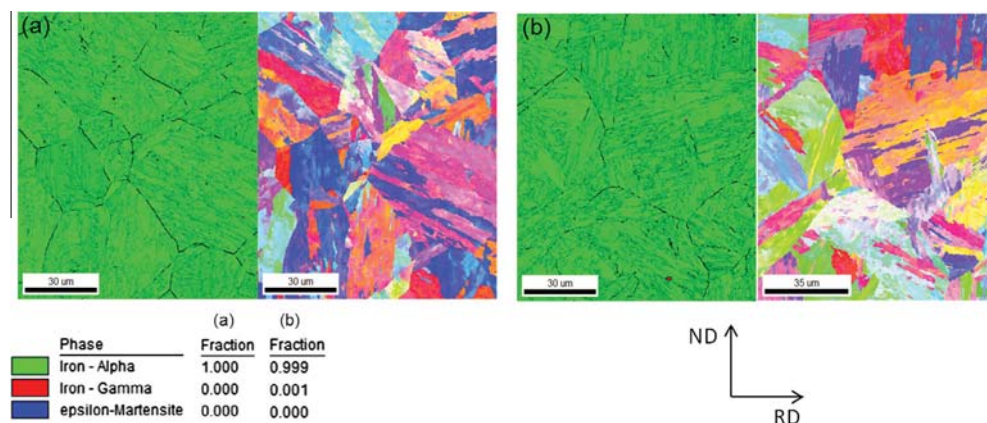 (a)
(b)
30 um
30 um
30 um
35 um
(a) (b)
Phase Fraction Fraction
Iron - Alpha 1.000 0.999
Iron - Gamma 0.000 0.001
epsilon-Martensite 0.000 0.000
ND
RD